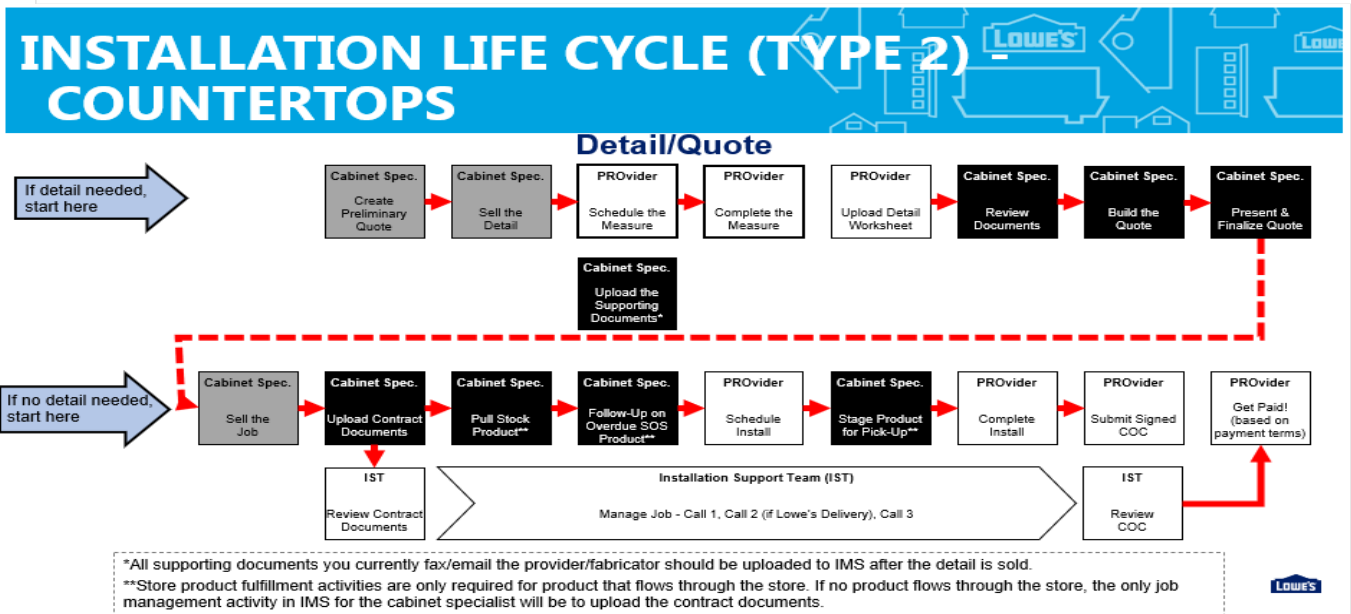 INSTALLATION LIFE CYCLE (TYPE 2) -
COUNTERTOPS
LOWE'S
LOWE'S
Detail/Quote
If detail needed,
start here
Cabinet Spec.
Create
Preliminary
Quote
Cabinet Spec.
Sell the
Detail
PROvider
Schedule the
Measure
PROvider
Complete the
Measure
PROvider
Upload Detail
Worksheet
Cabinet Spec.
Review
Documents
Cabinet Spec.
Build the
Quote
Cabinet Spec.
Present &
Finalize Quote
Cabinet Spec.
Upload the
Supporting
Documents*
If no detail needed,
start here
Cabinet Spec.
Sell the
Job
Cabinet Spec.
Upload Contract
Documents
Cabinet Spec.
Pull Stock
Product**
Cabinet Spec.
Follow-Up on
Overdue SOS
Product**
PROvider
Schedule
Install
Cabinet Spec.
Stage Product
for Pick-Up**
PROvider
Complete
Install
PROvider
Submit Signed
COC
PROvider
Get Paid!
(based on
payment terms)
IST
Review Contract
Documents
Installation Support Team (IST)
Manage Job - Call 1, Call 2 (if Lowe's Delivery), Call 3
IST
Review
COC
*All supporting documents you currently fax/email the provider/fabricator should be uploaded to IMS after the detail is sold.
**Store product fulfillment activities are only required for product that flows through the store. If no product flows through the store, the only job
management activity in IMS for the cabinet specialist will be to upload the contract documents.
LOWE'S